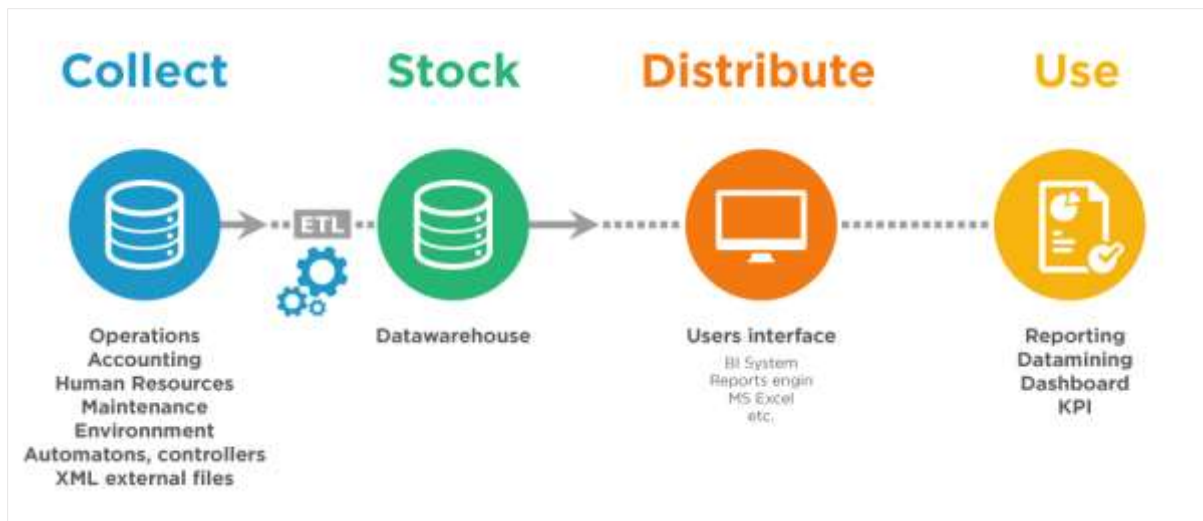 Collect
Stock
Distribute
Use
ETL
Operations
Accounting
Human Resources
Maintenance
Environnment
Automatons, controllers
XML external files
Datawarehouse
Users interface
BI System
Reports engin
MS Excel
etc.
Reporting
Datamining
Dashboard
KPI